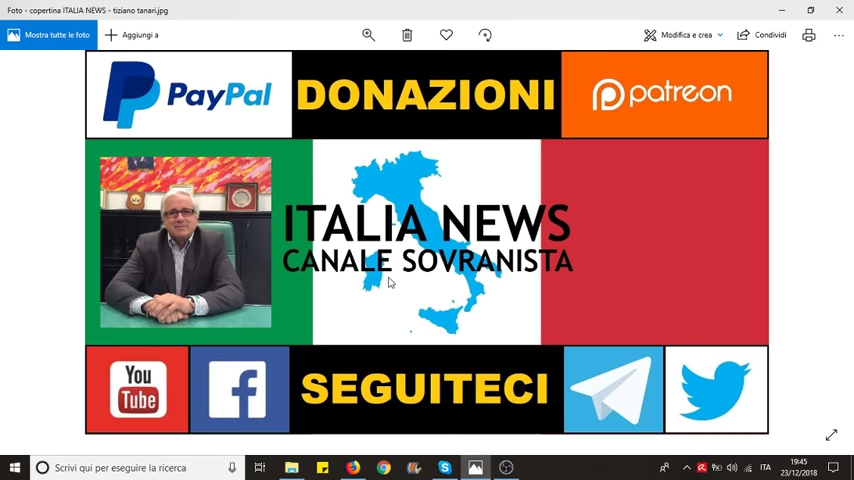 Foto - copertina ITALIA NEWS - tiziano tanari.jpg
Mostra tutte le foto
Aggiungi a
Modifica e crea
Condividi
PayPal
DONAZIONI
patreon
ITALIA NEWS
CANALE SOVRANISTA
You
Tube
f
SEGUITECI
Scrivi qui per eseguire la ricerca
ITA
19:45
23/12/2018